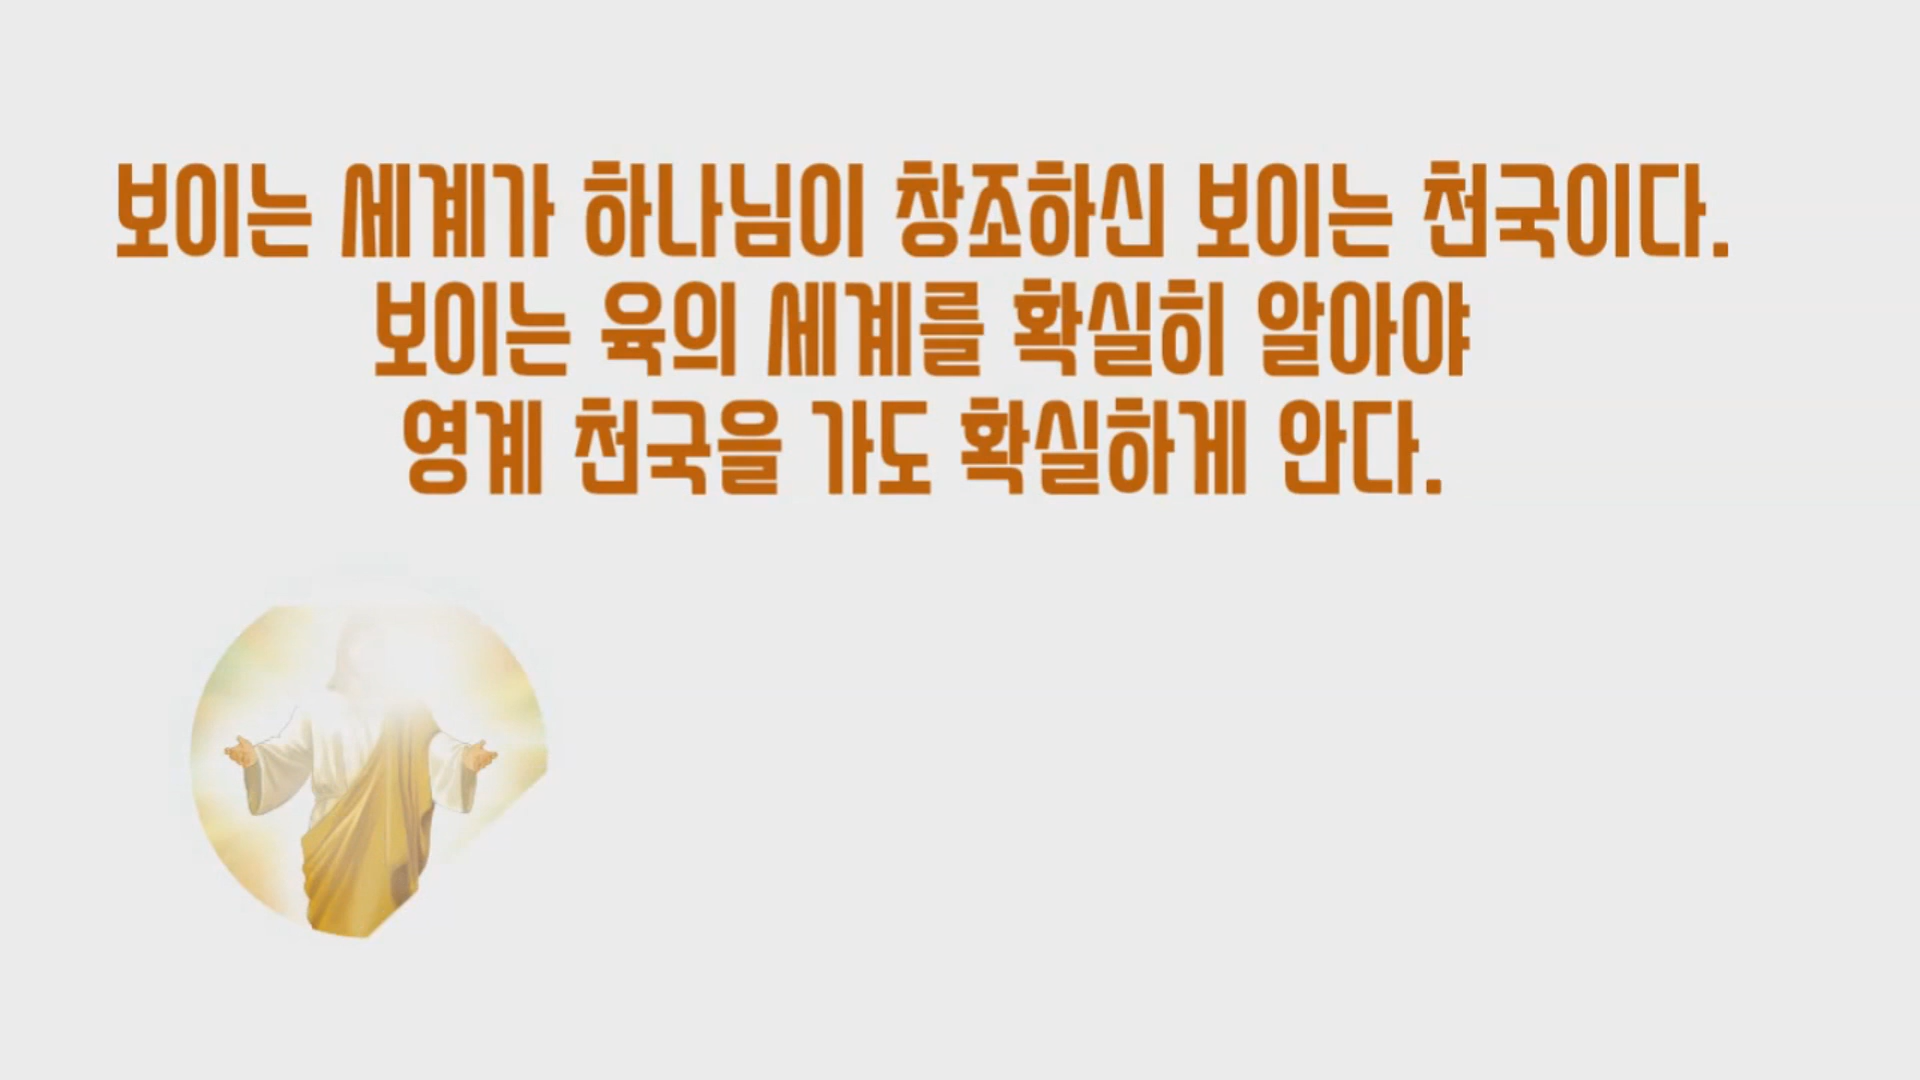 보이는 세계가 하나님이 창조하신 보이는 천국이다.
보이는 육의 세계를 확실히 알아야
영계 천국을 가도 확실하게 안다.